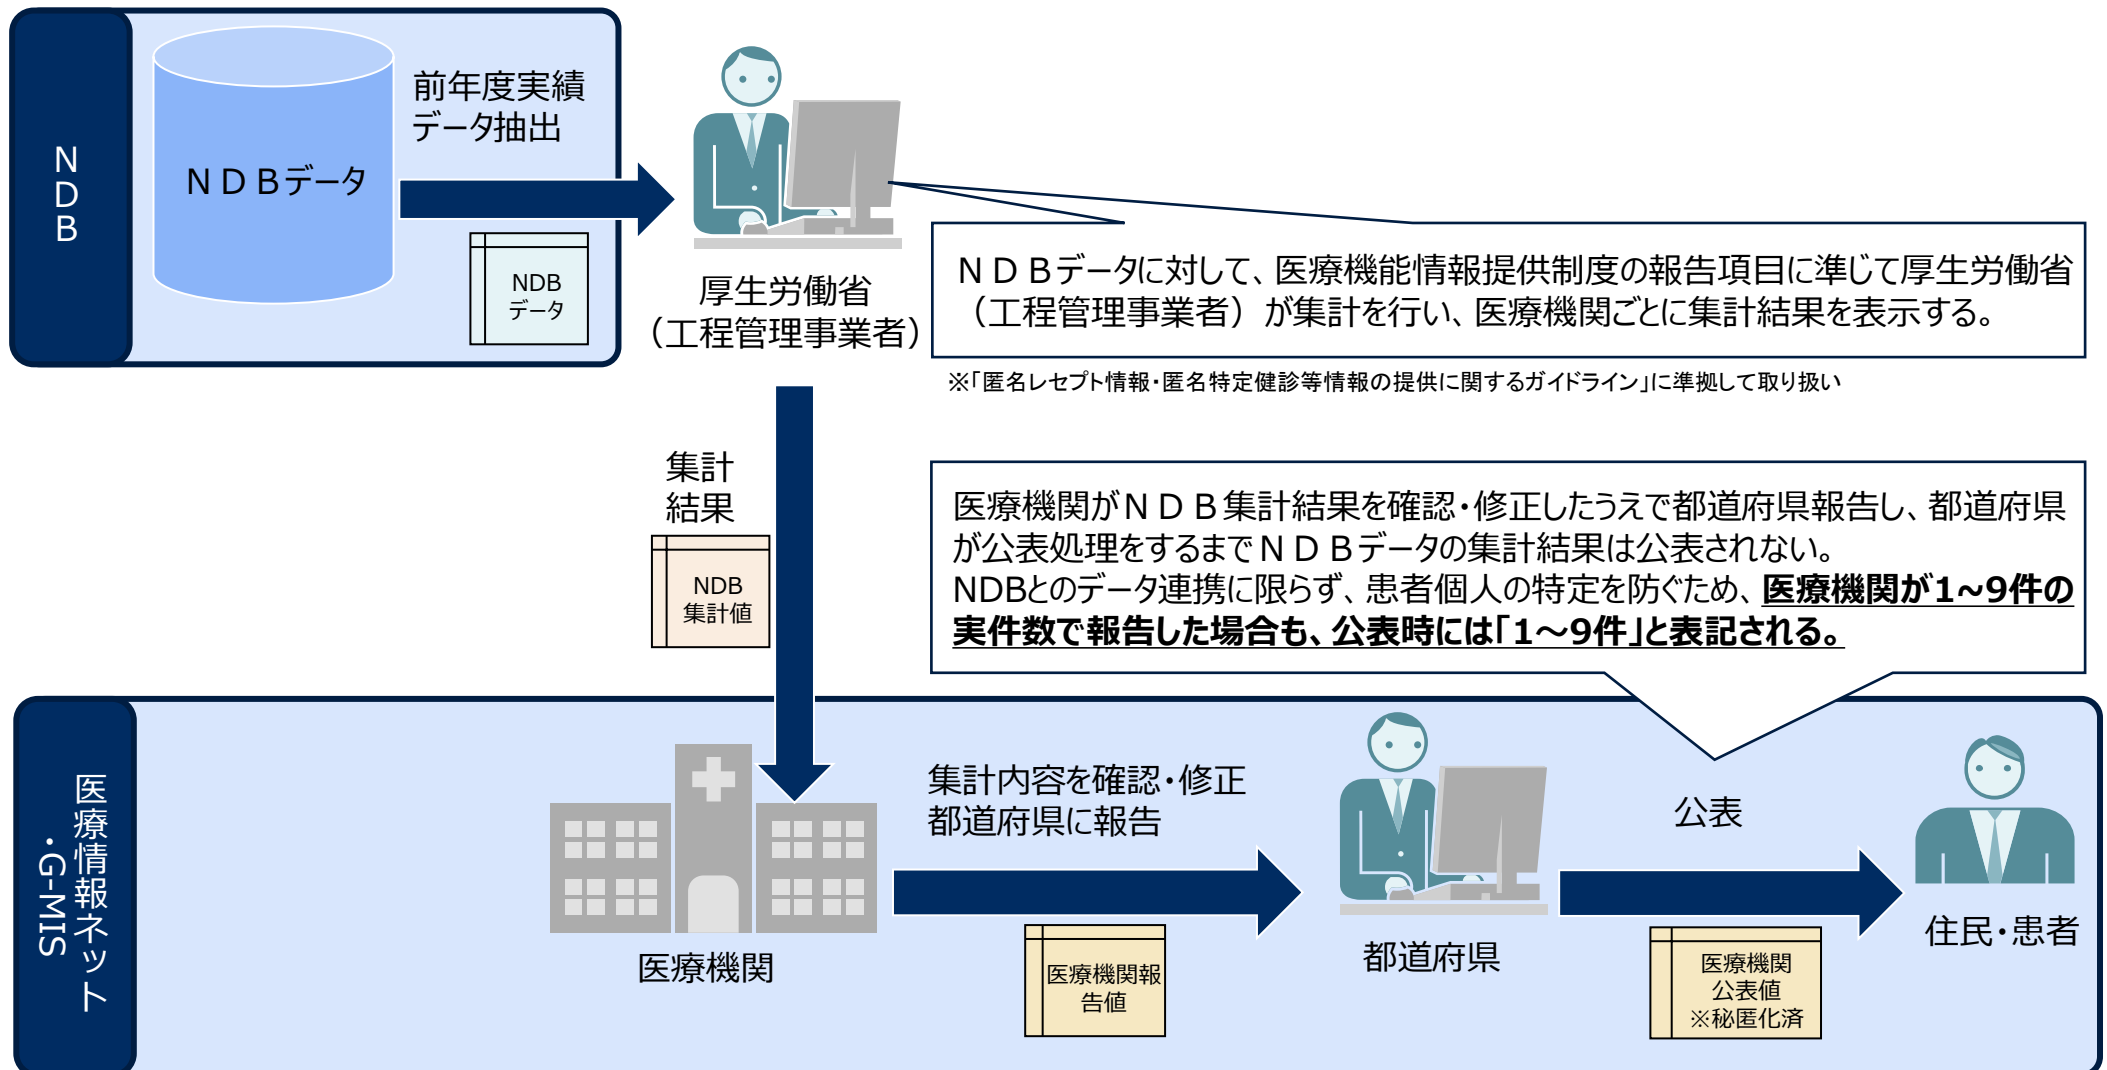 NDB
NDBデータ
前年度実績
データ抽出
NDB
データ
厚生労働省
（工程管理事業者）
NDBデータに対して、医療機能情報提供制度の報告項目に準じて厚生労働省
（工程管理事業者）が集計を行い、医療機関ごとに集計結果を表示する。
※「匿名レセプト情報・匿名特定健診等情報の提供に関するガイドライン」に準拠して取り扱い
集計
結果
NDB
集計値
医療機関がNDB集計結果を確認・修正したうえで都道府県報告し、都道府県
が公表処理をするまでNDBデータの集計結果は公表されない。
NDBとのデータ連携に限らず、患者個人の特定を防ぐため、医療機関が1~9件の
実件数で報告した場合も、公表時には「1～9件」と表記される。
医療情報ネット
・G-MIS
医療機関
集計内容を確認・修正
都道府県に報告
医療機関報
告値
都道府県
公表
医療機関
公表値
※秘匿化済
住民・患者